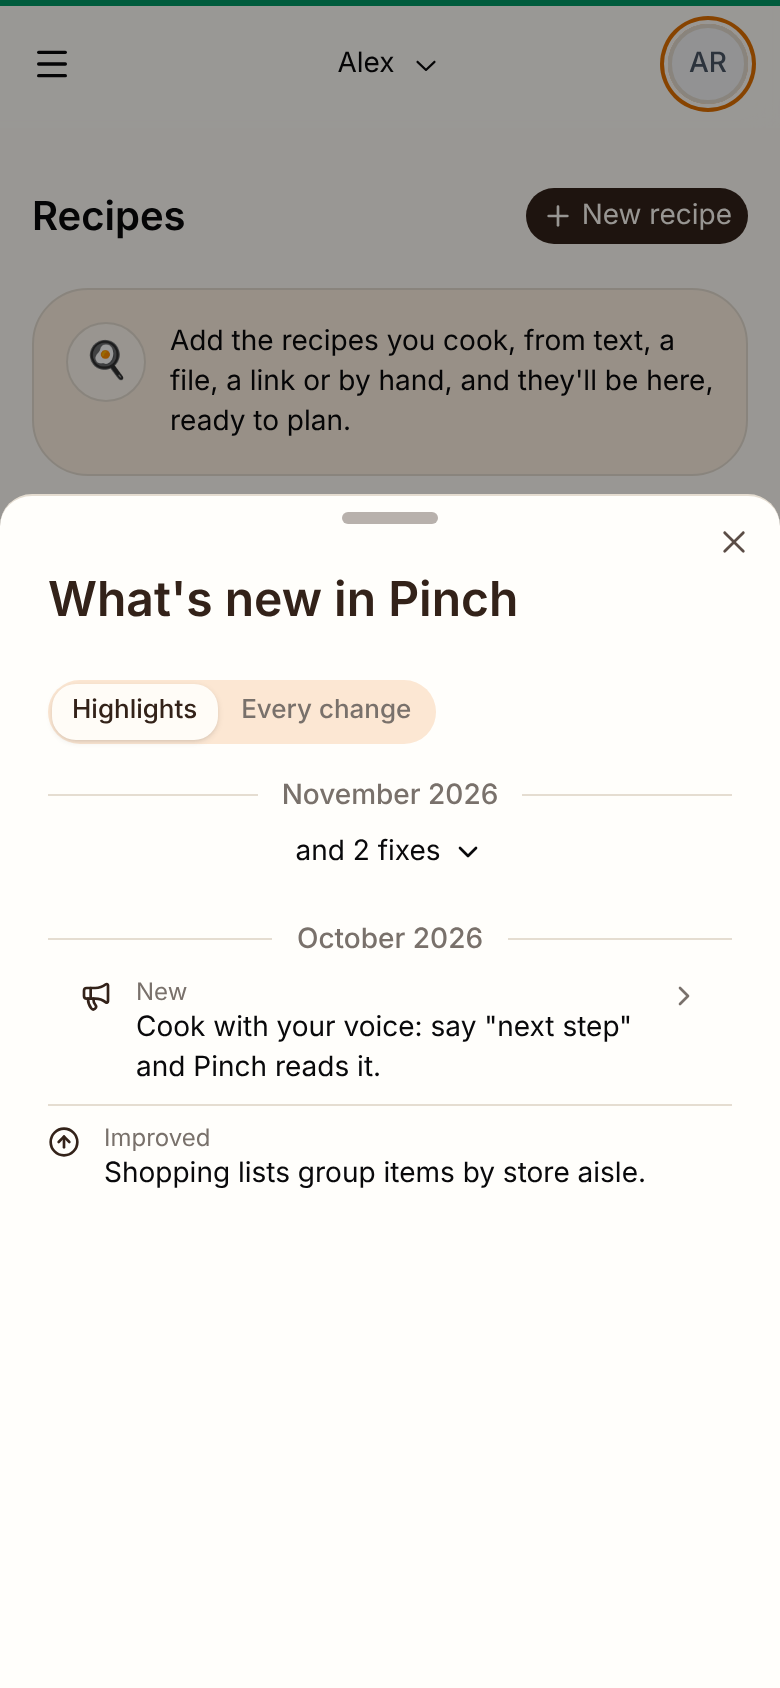 Alex
AR
Recipes
New recipe
Add the recipes you cook, from text, a
file, a link or by hand, and they'll be here,
ready to plan.
What's new in Pinch
Highlights
Every change
November 2026
and 2 fixes
October 2026
New
Cook with your voice: say "next step"
and Pinch reads it.
Improved
Shopping lists group items by store aisle.